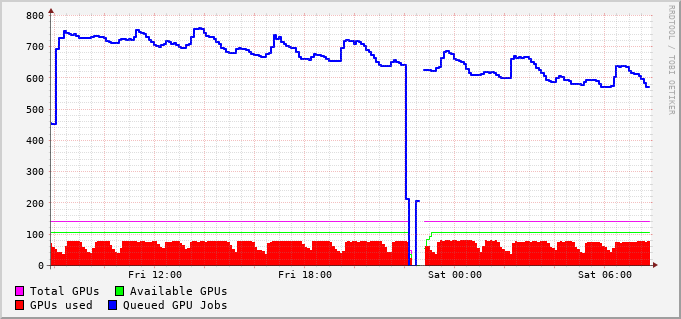 800
700
600
500
400
300
200
100
0
Fri 12:00 Fri 18:00 Sat 00:00 Sat 06:00
Total GPUs Available GPUs
GPUs used Queued GPU Jobs
RRDTOOL / TOBI OETIKER